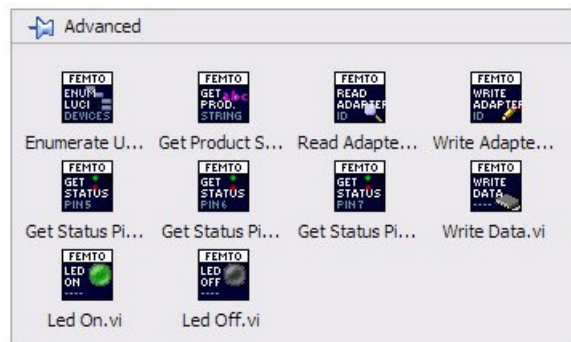 Advanced
FEMTO FEMTO FEMTO FEMTO
ENUM GET abc READ WRITE
LUCI PROD. ADAPTER ADAPTER
DEVICES STRING ID ID
Enumerate U... Get Product S... Read Adapte... Write Adapte...
FEMTO FEMTO FEMTO FEMTO
GET GET GET WRITE
STATUS STATUS STATUS DATA
PIN5 PIN6 PIN7 ----
Get Status Pi... Get Status Pi... Get Status Pi... Write Data.vi
FEMTO FEMTO
LED LED
ON OFF
---- ----
Led On.vi Led Off.vi